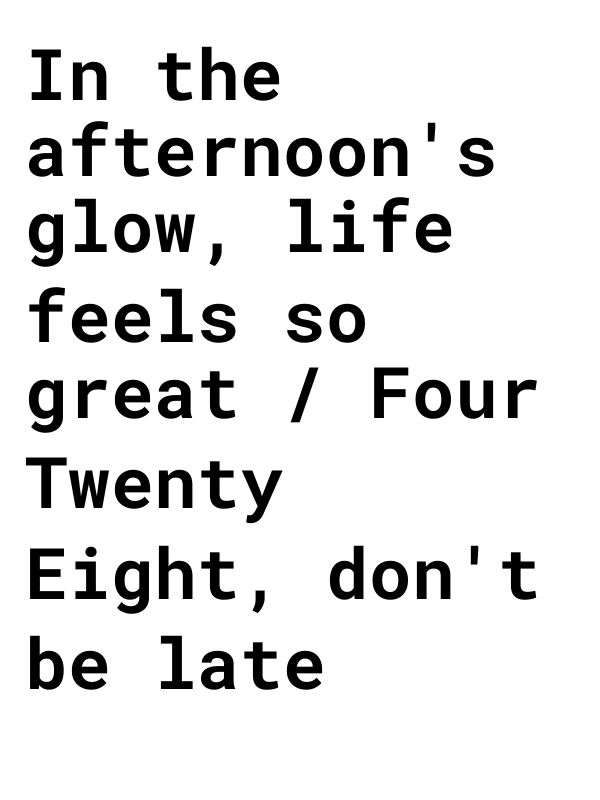 In the
afternoon's
glow, life
feels so
great / Four
Twenty
Eight, don't
be late